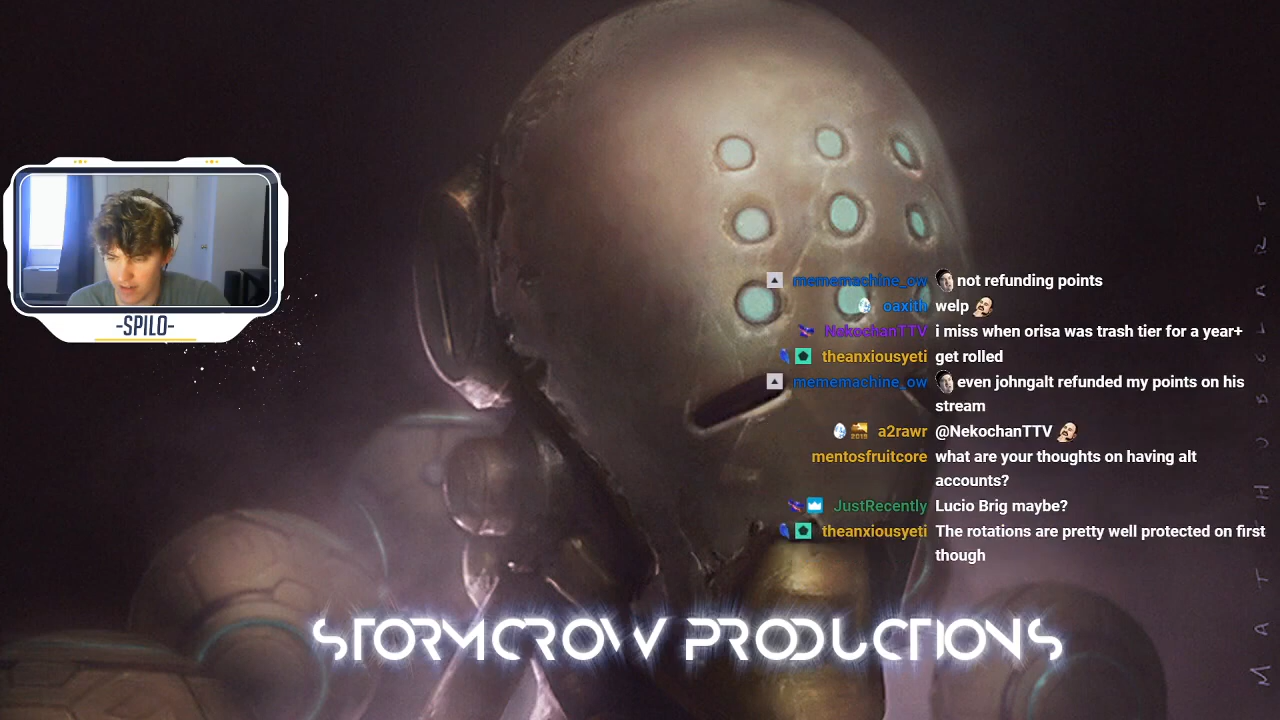 -SPILO-
mememachine_ow not refunding points
oaxith welp
NekochanTTV i miss when orisa was trash tier for a year+
theanxiousyeti get rolled
mememachine_ow even johngalt refunded my points on his
stream
2019 a2rawr @NekochanTTV
mentosfruitcore what are your thoughts on having alt
accounts?
JustRecently Lucio Brig maybe?
theanxiousyeti The rotations are pretty well protected on first
though
STORMCROW PRODUCTIONS
MATTHUBCLART